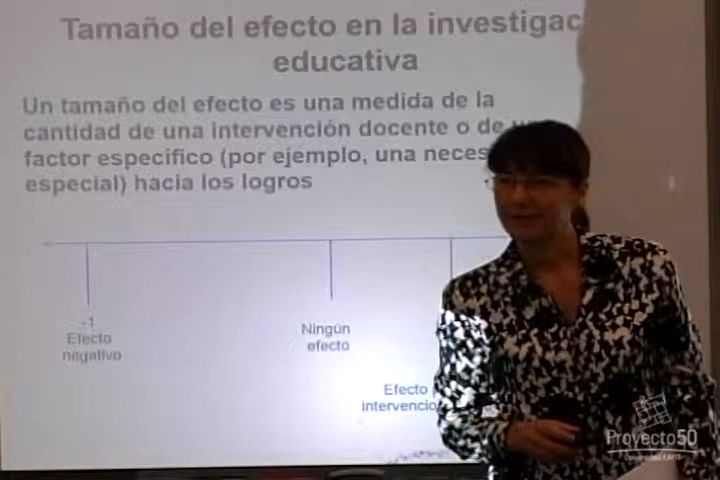 Tamaño del efecto en la investigac
educativa
Un tamaño del efecto es una medida de la
cantidad de una intervención docente o de
factor específico (por ejemplo, una neces
especial) hacia los logros
-1
Efecto
negativo
Ningún
efecto
Efecto
intervencio
Proyecto50